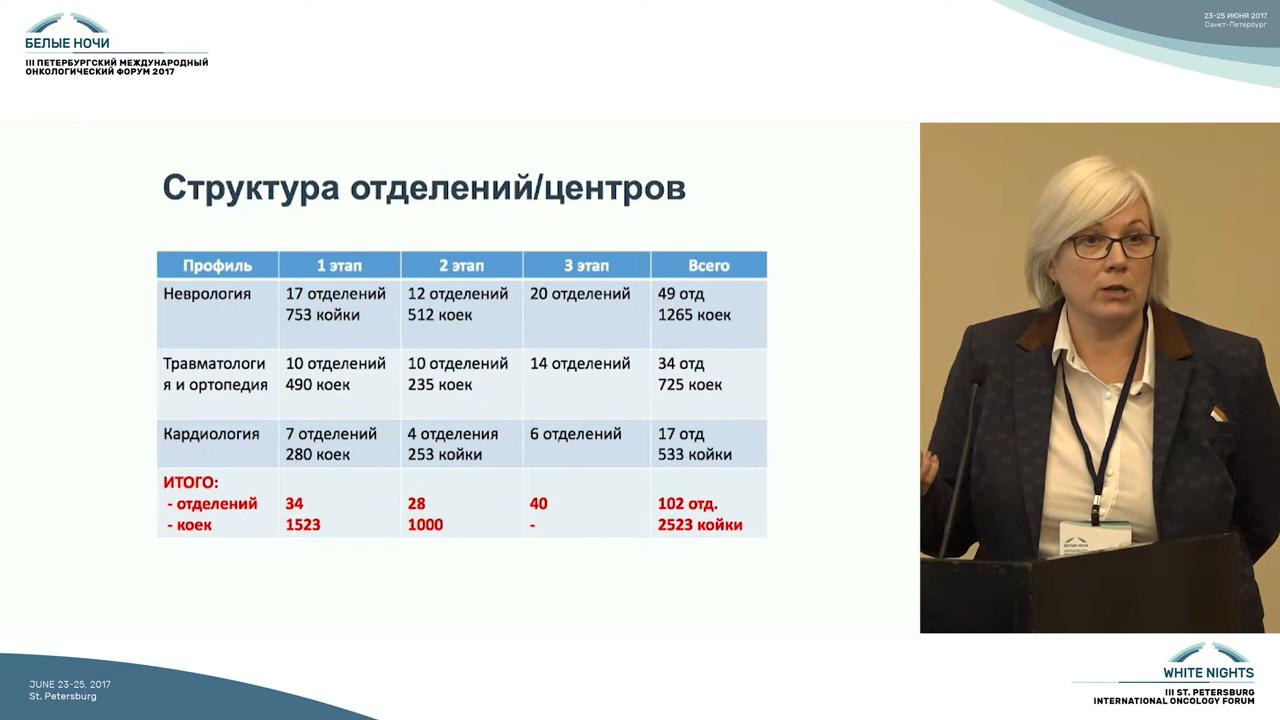 БЕЛЫЕ НОЧИ
III ПЕТЕРБУРГСКИЙ МЕЖДУНАРОДНЫЙ
ОНКОЛОГИЧЕСКИЙ ФОРУМ 2017
23-25 ИЮНЯ 2017
Санкт-Петербург
Структура отделений/центров
Профиль 1 этап 2 этап 3 этап Всего
Неврология 17 отделений 12 отделений 20 отделений 49 отд
753 койки 512 коек 1265 коек
Травматологи 10 отделений 10 отделений 14 отделений 34 отд
я и ортопедия 490 коек 235 коек 725 коек
Кардиология 7 отделений 4 отделения 6 отделений 17 отд
280 коек 253 койки 533 койки
ИТОГО:
- отделений 34 28 40 102 отд.
- коек 1523 1000 - 2523 койки
БЕЛЫЕ НОЧИ
JUNE 23-25, 2017
St. Petersburg
WHITE NIGHTS
III ST. PETERSBURG
INTERNATIONAL ONCOLOGY FORUM